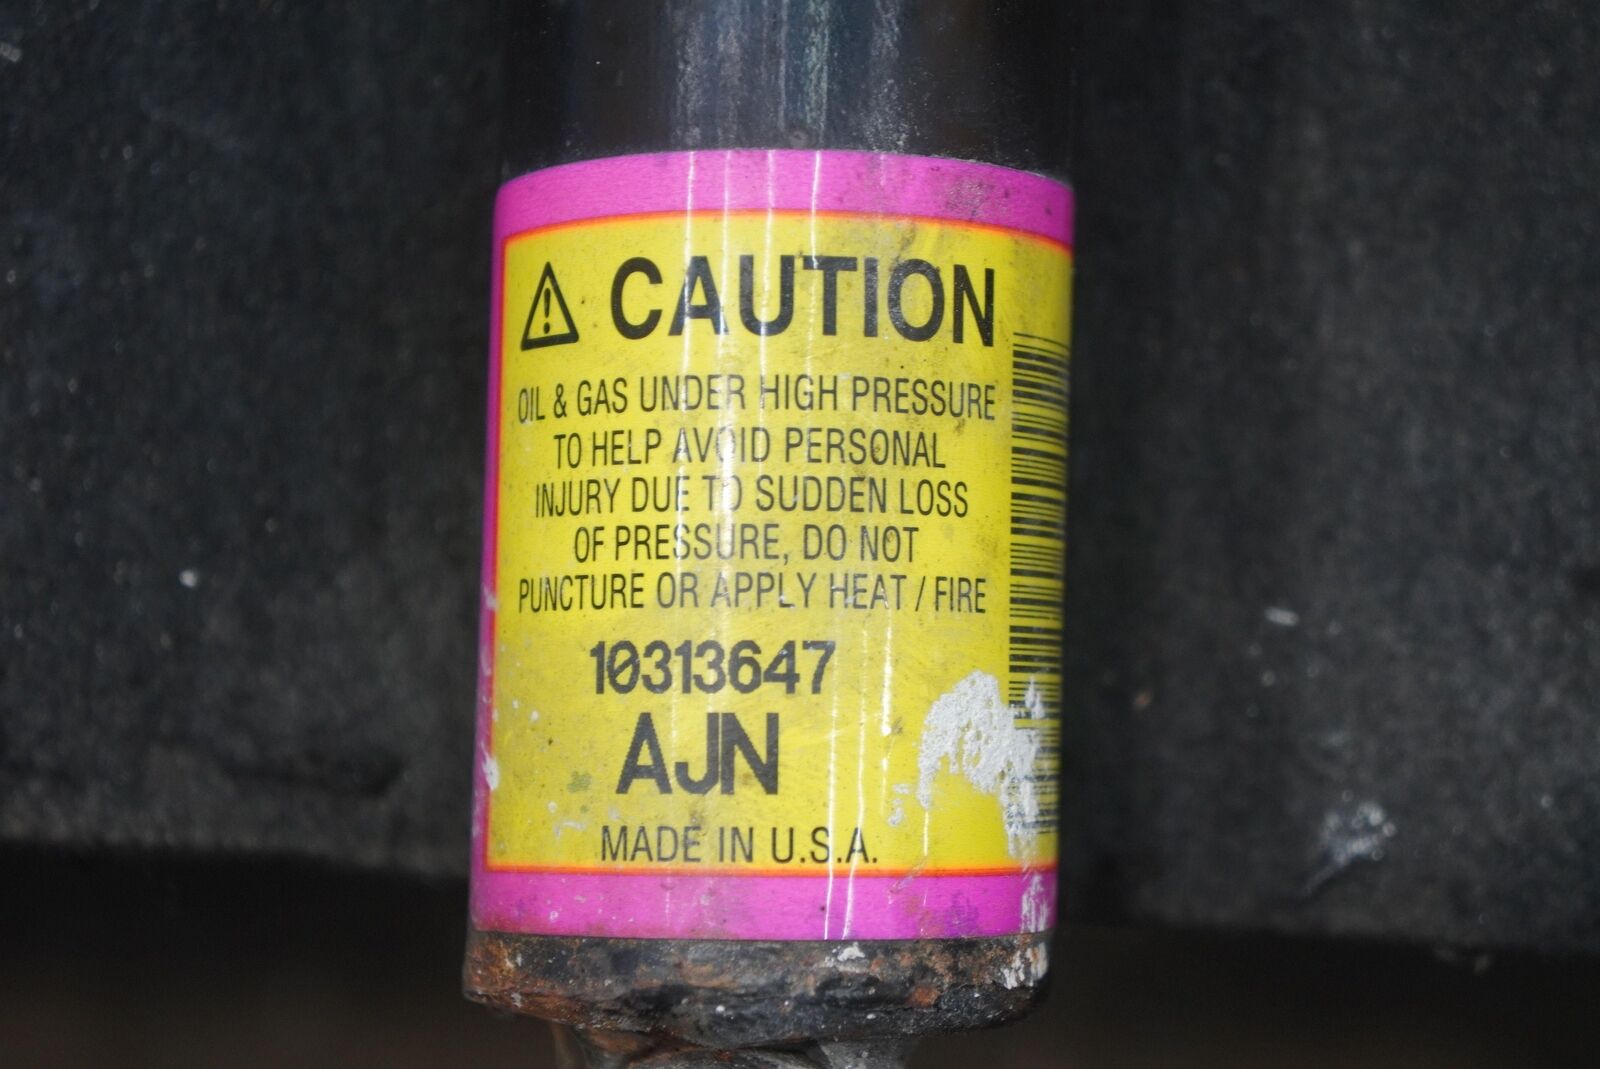 CAUTION
OIL & GAS UNDER HIGH PRESSURE
TO HELP AVOID PERSONAL
INJURY DUE TO SUDDEN LOSS
OF PRESSURE, DO NOT
PUNCTURE OR APPLY HEAT / FIRE
10313647
AJN
MADE IN U.S.A.